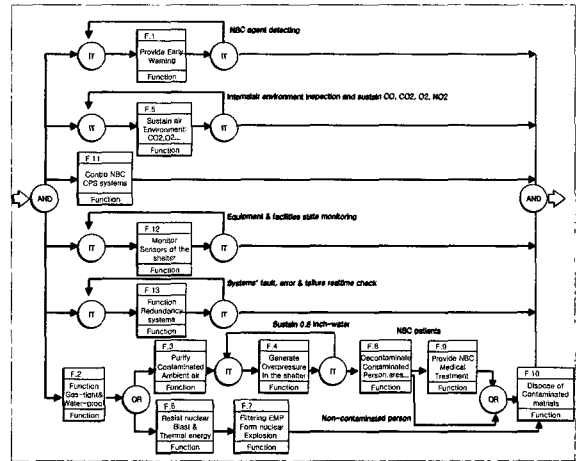 NBC agent detecting
F.1
IT
Provide Early
Warning
IT
Function
Internalair environment inspection and sustain CO, CO2, O2, NO2
F.5
IT
Sustain air
Environment:
CO2,O2...
IT
Function
F.11
Contro NBC
CPS systems
Function
AND
AND
Equipment & facilities state monitoring
F.12
IT
Monitor
Sensors of the
shelter
IT
Function
Systems' fault, error & failure realtime check
F.13
IT
Function
Redundancy
systems
IT
Function
Sustain 0.6 inch-water
NBC patients
F.3
Purify
Contaminated
Ambient air
Function
IT
F.4
Generate
Overpressure
In the shelter
Function
IT
F.8
Decontaminate
Contaminated
Person, area...
Function
F.9
Provide NBC
Medical
Treatment
Function
F.2
Function
Gas-tight&
Water-proof
Function
OR
OR
F.10
Dispose of
Contaminated
matrials
Function
F.6
Resist nuclear
Blast &
Thermal energy
Function
F.7
Filtering EMP
Form nuclear
Explosion
Function
Non-contaminated person